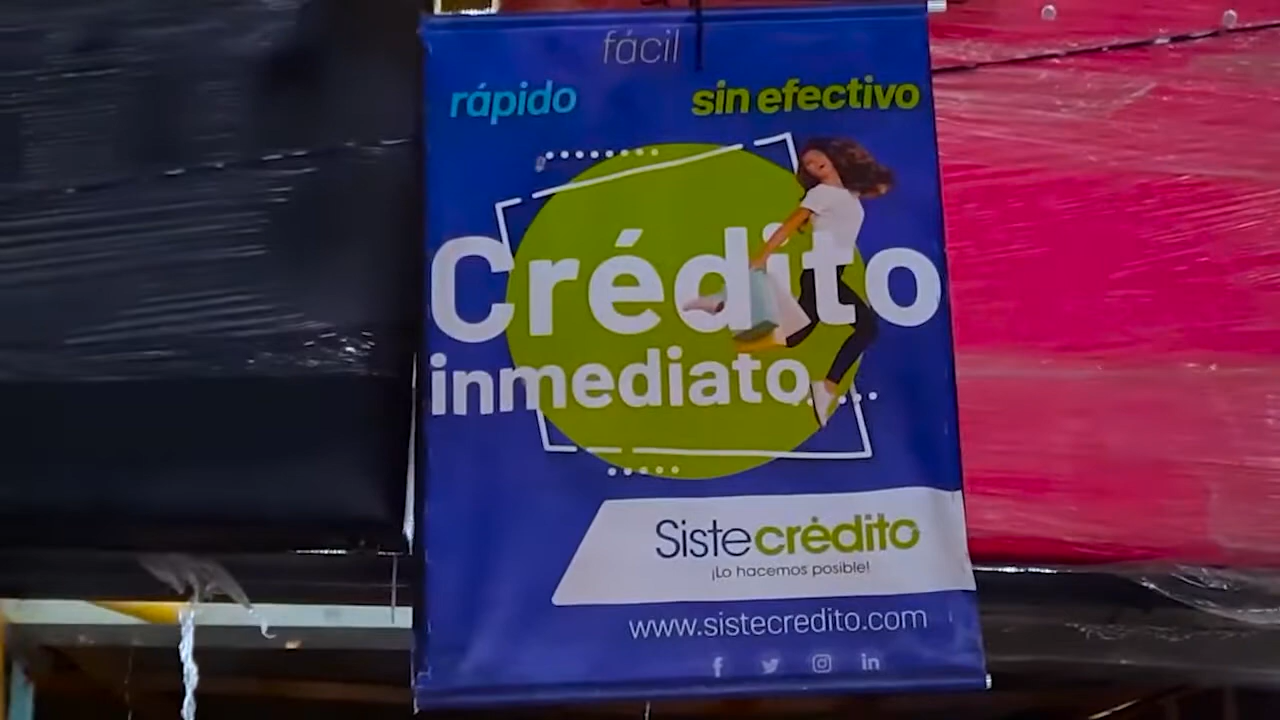 fácil
rápido
sin efectivo
Crédito
inmediato
Sistecrédito
¡Lo hacemos posible!
www.sistecredito.com